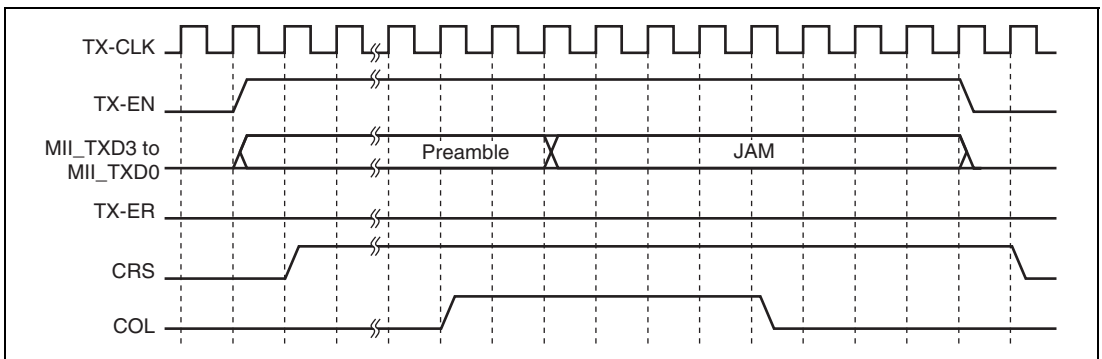 TX-CLK
TX-EN
MII_TXD3 to
MII_TXD0
Preamble
JAM
TX-ER
CRS
COL